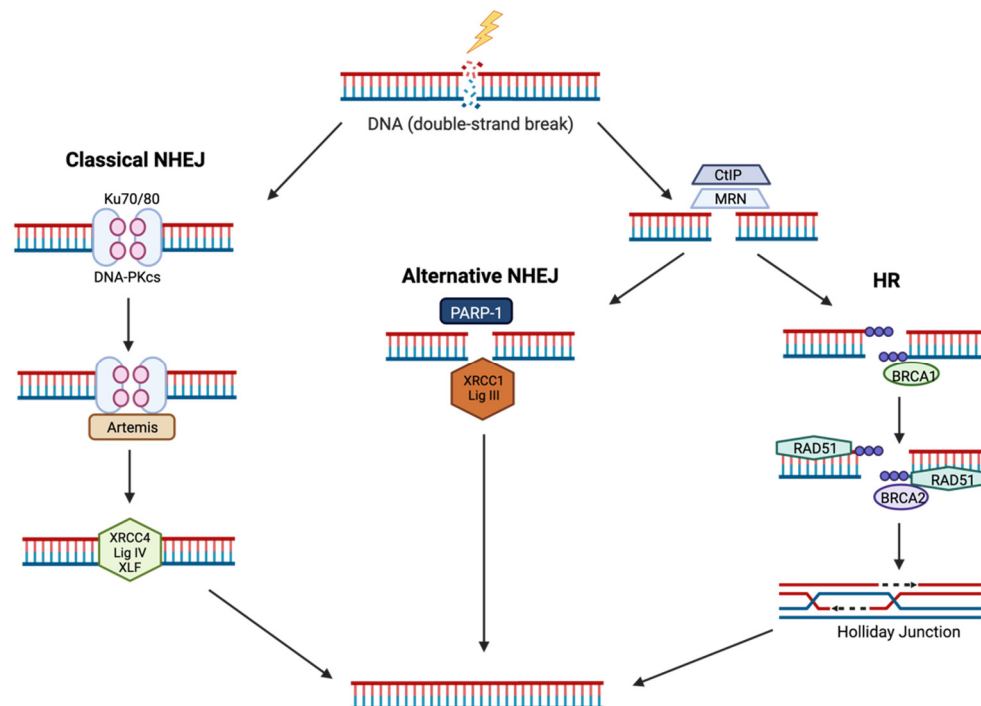 DNA (double-strand break)
Classical NHEJ
Ku70/80
DNA-PKcs
Artemis
XRCC4
Lig IV
XLF
CtIP
MRN
Alternative NHEJ
PARP-1
XRCC1
Lig III
HR
BRCA1
RAD51
RAD51
BRCA2
Holliday Junction